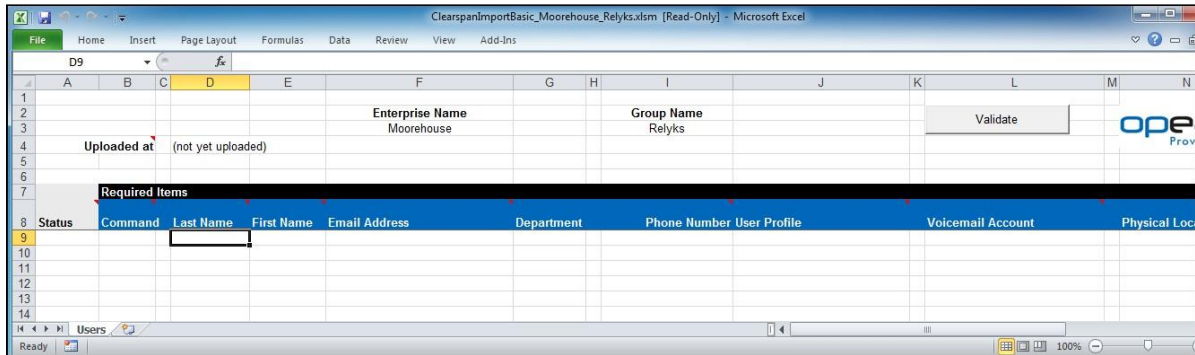 ClearspanImportBasic_Moorehouse_Relyks.xlsm [Read-Only] - Microsoft Excel
File Home Insert Page Layout Formulas Data Review View Add-Ins
D9 fx
A B C D E F G H I J K L M N
1
2 Enterprise Name Group Name Validate
3 Moorehouse Relyks
4 Uploaded at (not yet uploaded)
5
6
7 Required Items
8 Status Command Last Name First Name Email Address Department Phone Number User Profile Voicemail Account Physical Loc
9
10
11
12
13
14
Users
Ready 100%